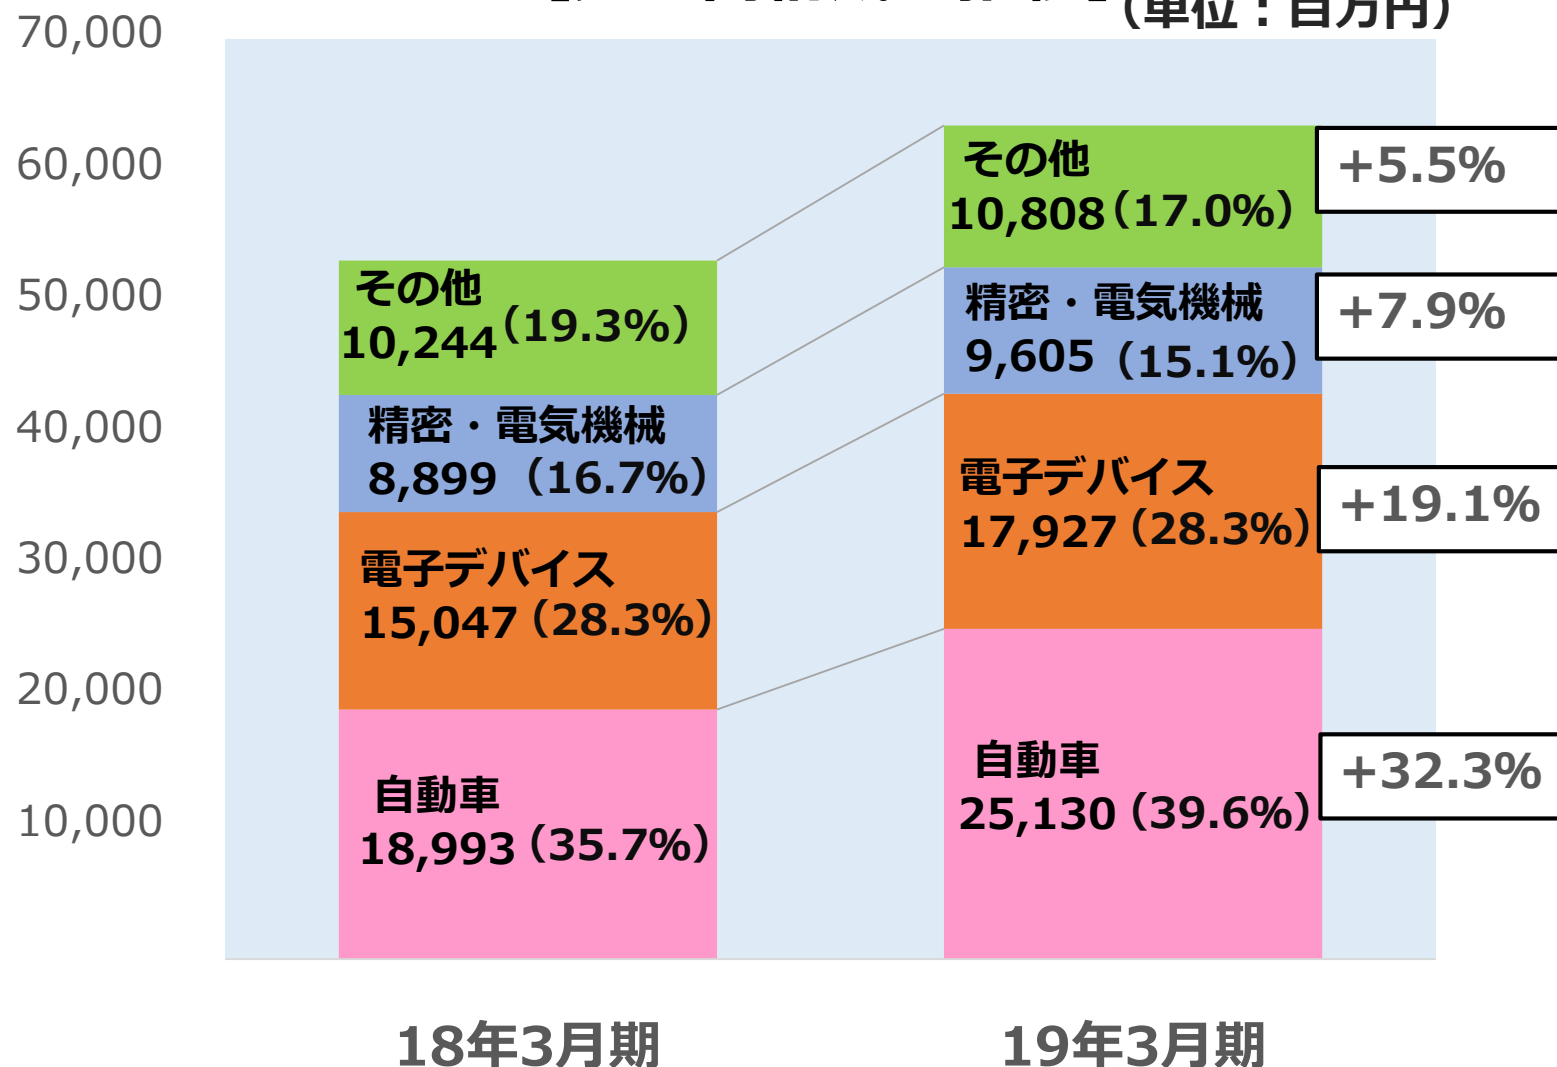 (単位：百万円)
70,000
60,000
50,000
40,000
30,000
20,000
10,000
その他
10,244 (19.3%)
精密・電気機械
8,899 (16.7%)
電子デバイス
15,047 (28.3%)
自動車
18,993 (35.7%)
その他
10,808 (17.0%)
精密・電気機械
9,605 (15.1%)
電子デバイス
17,927 (28.3%)
自動車
25,130 (39.6%)
+5.5%
+7.9%
+19.1%
+32.3%
18年3月期
19年3月期